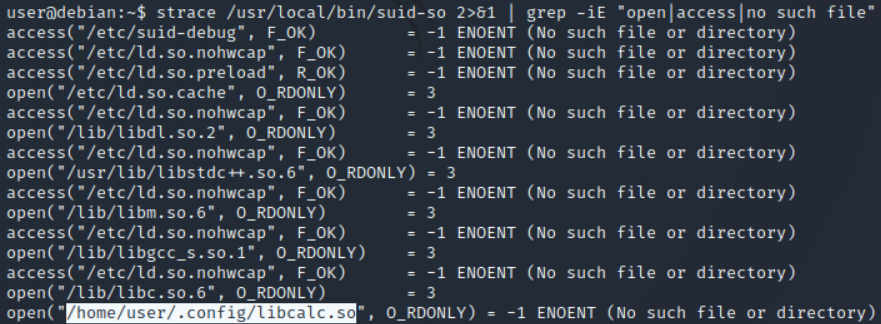 user@debian:~$ strace /usr/local/bin/suid-so 2>&1 | grep -iE "open|access|no such file"
access("/etc/suid-debug", F_OK)         = -1 ENOENT (No such file or directory)
access("/etc/ld.so.nohwcap", F_OK)      = -1 ENOENT (No such file or directory)
access("/etc/ld.so.preload", R_OK)      = -1 ENOENT (No such file or directory)
open("/etc/ld.so.cache", O_RDONLY)      = 3
access("/etc/ld.so.nohwcap", F_OK)      = -1 ENOENT (No such file or directory)
open("/lib/libdl.so.2", O_RDONLY)       = 3
access("/etc/ld.so.nohwcap", F_OK)      = -1 ENOENT (No such file or directory)
open("/usr/lib/libstdc++.so.6", O_RDONLY) = 3
access("/etc/ld.so.nohwcap", F_OK)      = -1 ENOENT (No such file or directory)
open("/lib/libm.so.6", O_RDONLY)        = 3
access("/etc/ld.so.nohwcap", F_OK)      = -1 ENOENT (No such file or directory)
open("/lib/libgcc_s.so.1", O_RDONLY)    = 3
access("/etc/ld.so.nohwcap", F_OK)      = -1 ENOENT (No such file or directory)
open("/lib/libc.so.6", O_RDONLY)        = 3
open("/home/user/.config/libcalc.so", O_RDONLY) = -1 ENOENT (No such file or directory)